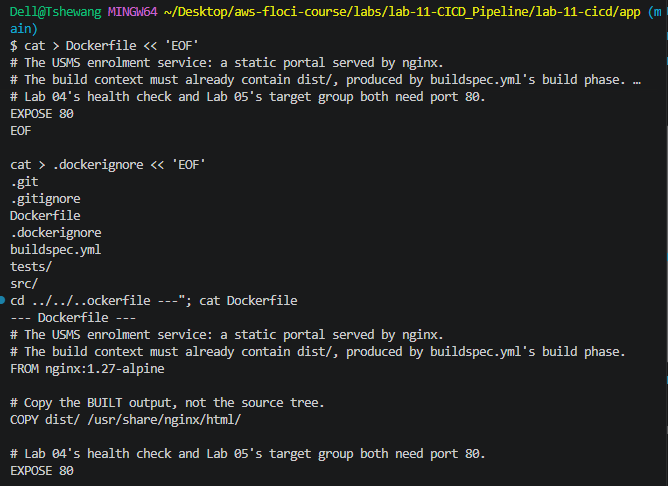 Dell@Tshewang MINGW64 ~/Desktop/aws-floci-course/labs/lab-11-CICD_Pipeline/lab-11-cicd/app (m
ain)
$ cat > Dockerfile << 'EOF'
# The USMS enrolment service: a static portal served by nginx.
# The build context must already contain dist/, produced by buildspec.yml's build phase. …
# Lab 04's health check and Lab 05's target group both need port 80.
EXPOSE 80
EOF

cat > .dockerignore << 'EOF'
.git
.gitignore
Dockerfile
.dockerignore
buildspec.yml
tests/
src/
cd ../../..ockerfile ---"; cat Dockerfile
--- Dockerfile ---
# The USMS enrolment service: a static portal served by nginx.
# The build context must already contain dist/, produced by buildspec.yml's build phase.
FROM nginx:1.27-alpine

# Copy the BUILT output, not the source tree.
COPY dist/ /usr/share/nginx/html/

# Lab 04's health check and Lab 05's target group both need port 80.
EXPOSE 80